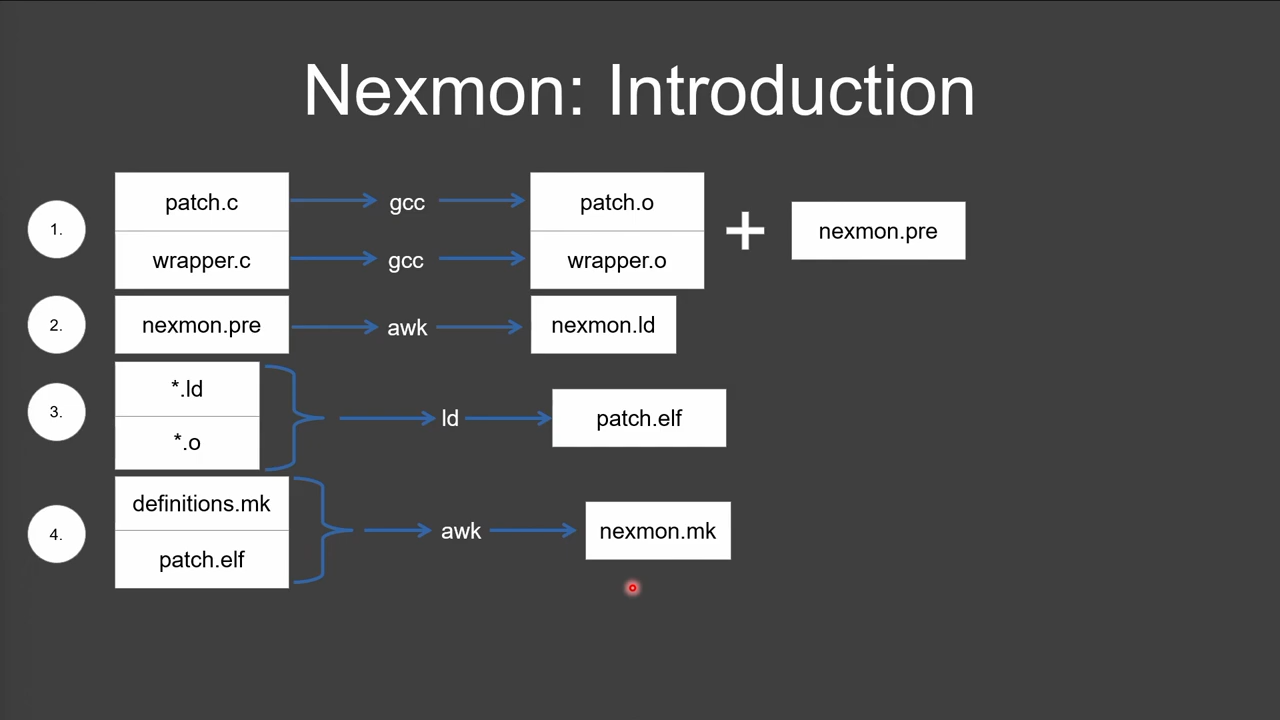 Nexmon: Introduction
1.
patch.c
gcc
patch.o
wrapper.c
gcc
wrapper.o
+
nexmon.pre
2.
nexmon.pre
awk
nexmon.ld
3.
*.ld
*.o
ld
patch.elf
4.
definitions.mk
patch.elf
awk
nexmon.mk